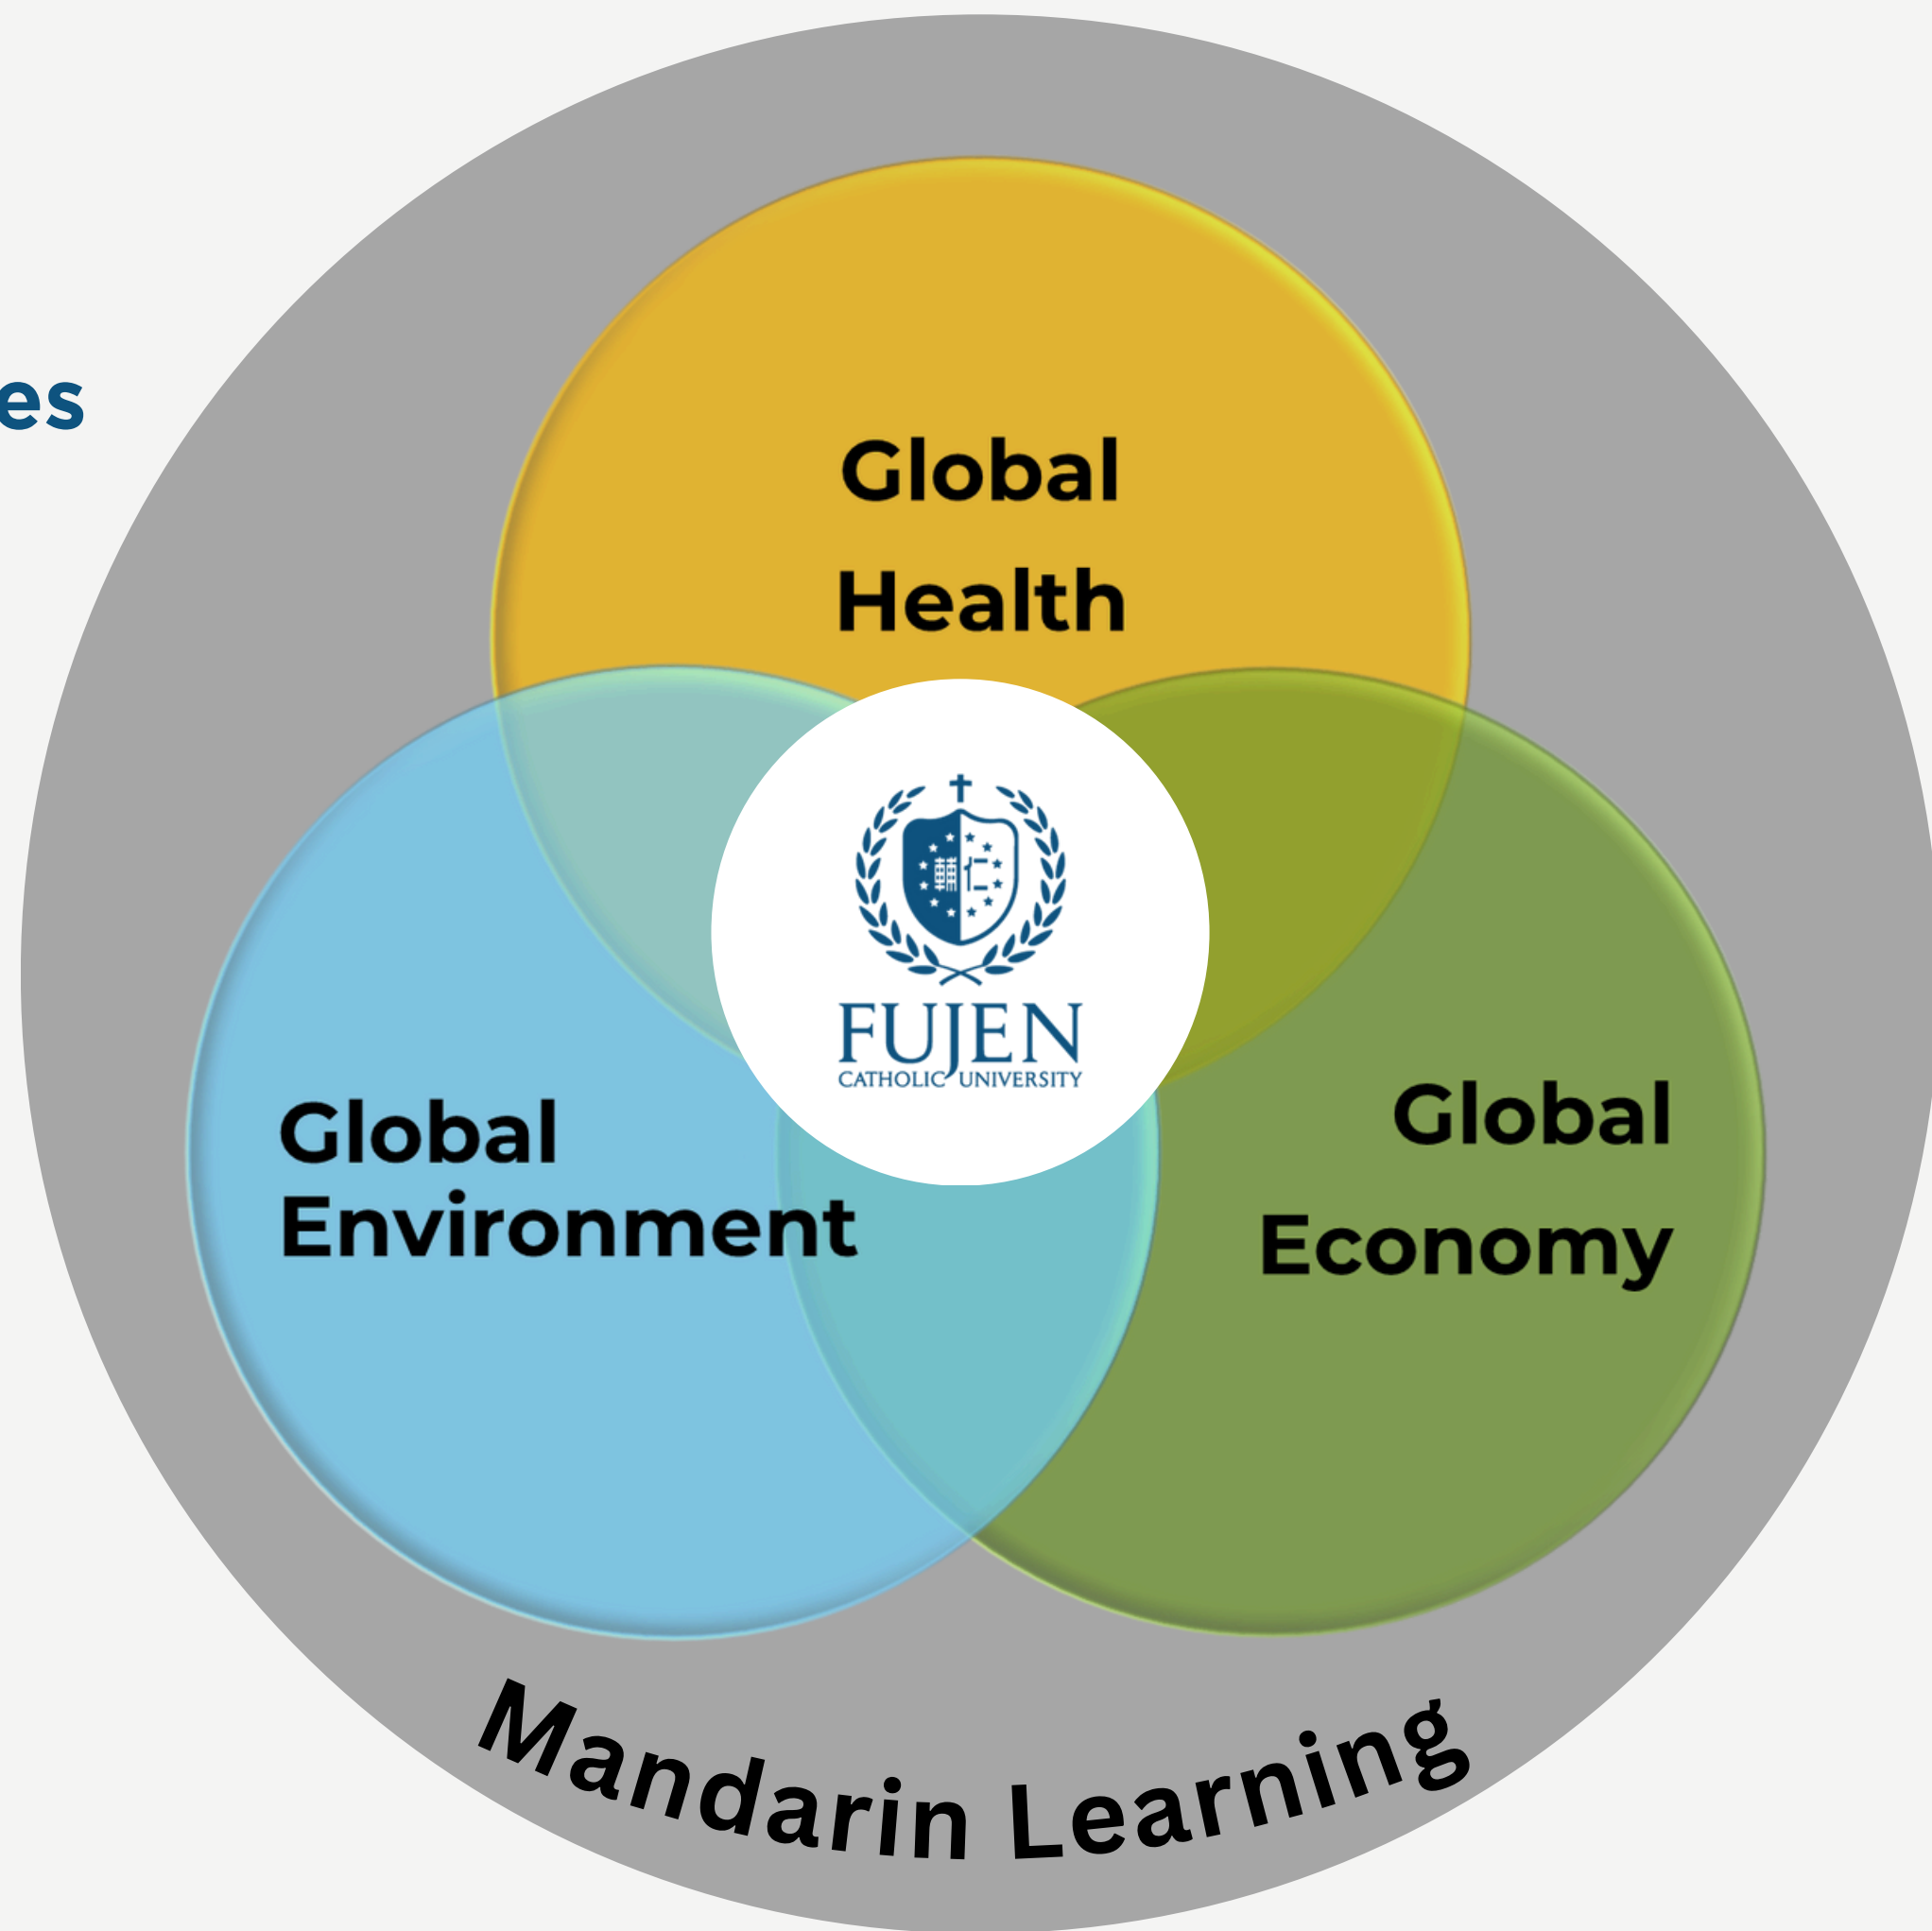 es
Global
Health
輔仁
FUJEN
CATHOLIC UNIVERSITY
Global
Environment
Global
Economy
Mandarin Learning